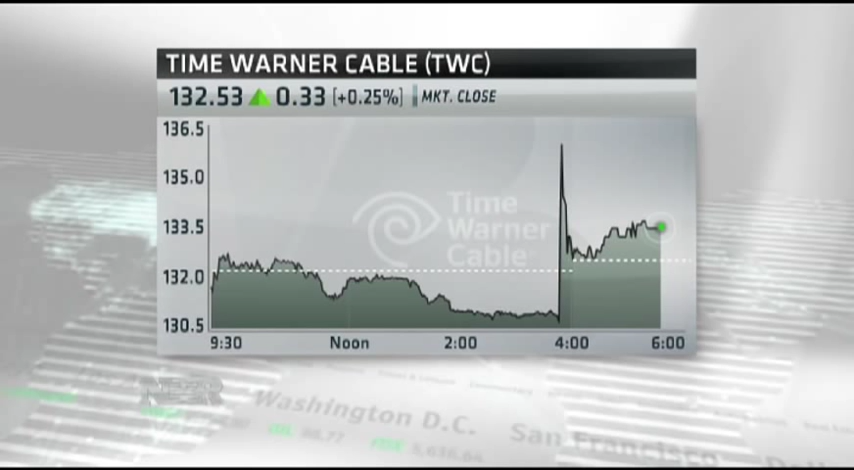 TIME WARNER CABLE (TWC)
132.53 ▲ 0.33 [+0.25%] MKT. CLOSE
136.5
135.0
133.5
132.0
130.5
Time
Warner
Cable
9:30 Noon 2:00 4:00 6:00
NBR
Washington D.C.
San Francisco